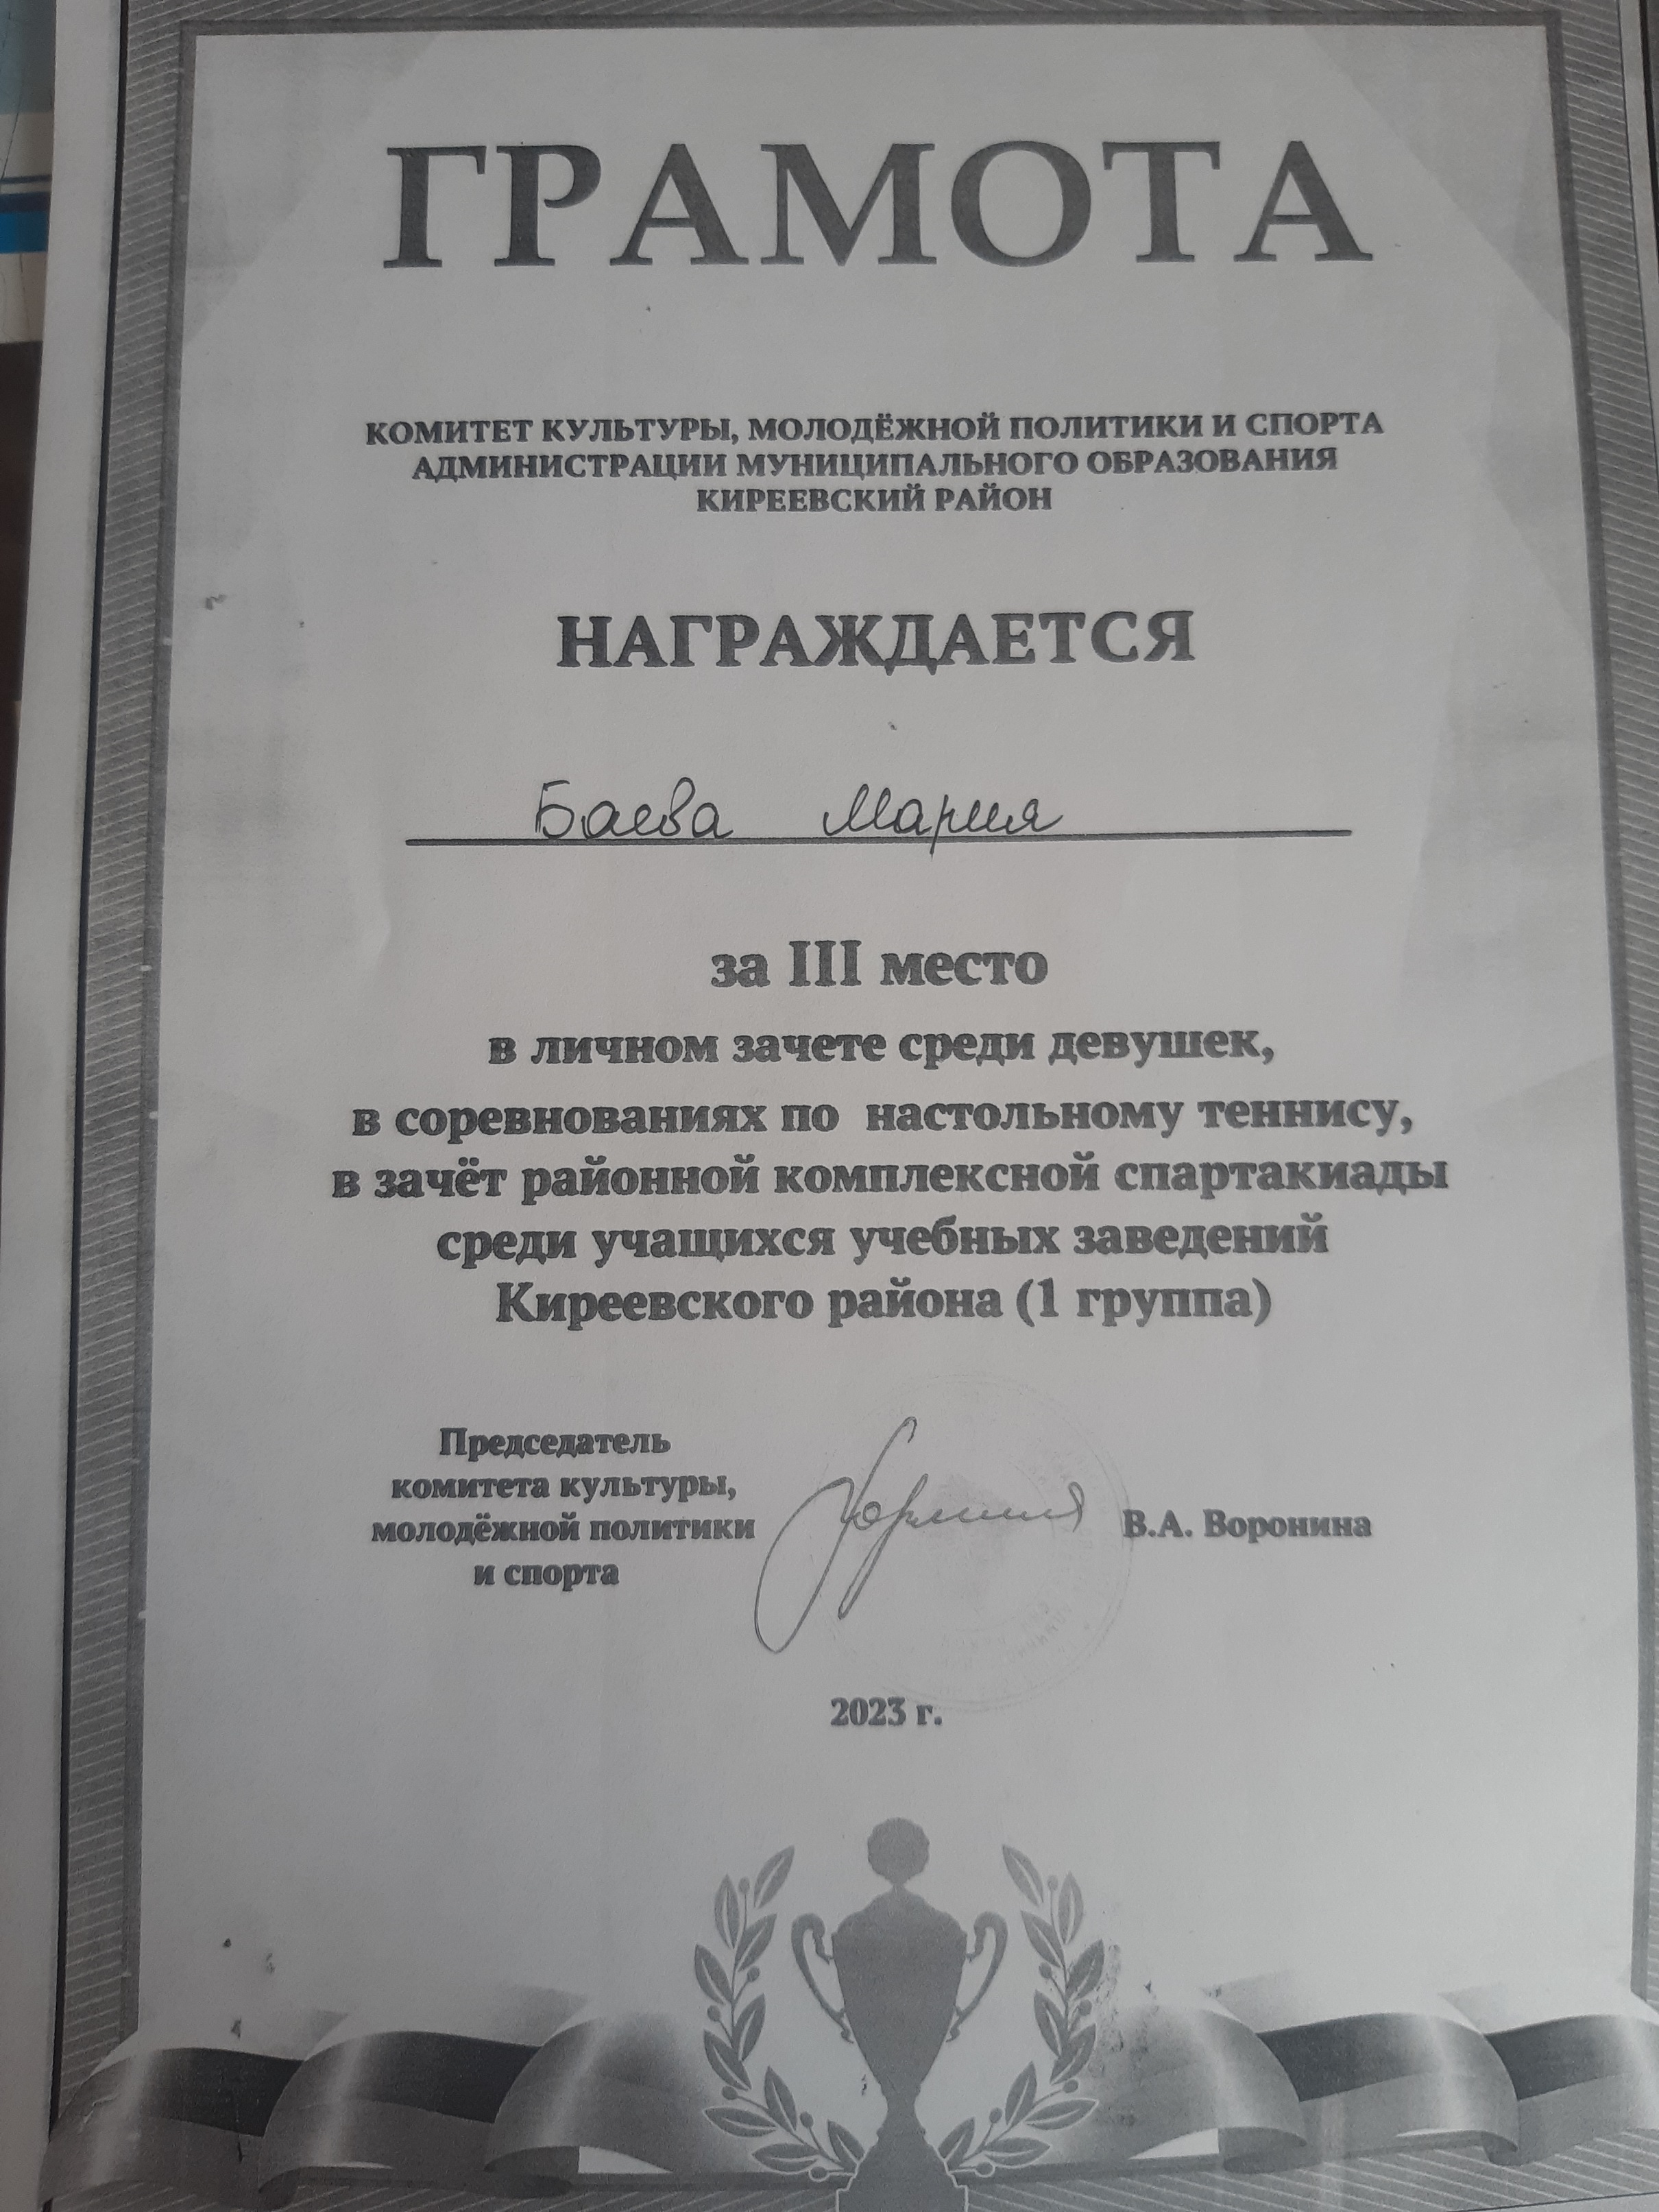 ГРАМОТА
КОМИТЕТ КУЛЬТУРЫ, МОЛОДЁЖНОЙ ПОЛИТИКИ И СПОРТА
АДМИНИСТРАЦИИ МУНИЦИПАЛЬНОГО ОБРАЗОВАНИЯ
КИРЕЕВСКИЙ РАЙОН
НАГРАЖДАЕТСЯ
Баева Мария
за III место
в личном зачете среди девушек,
в соревнованиях по настольному теннису,
в зачёт районной комплексной спартакиады
среди учащихся учебных заведений
Киреевского района (1 группа)
Председатель
комитета культуры,
молодёжной политики
и спорта
В.А. Воронина
2023 г.